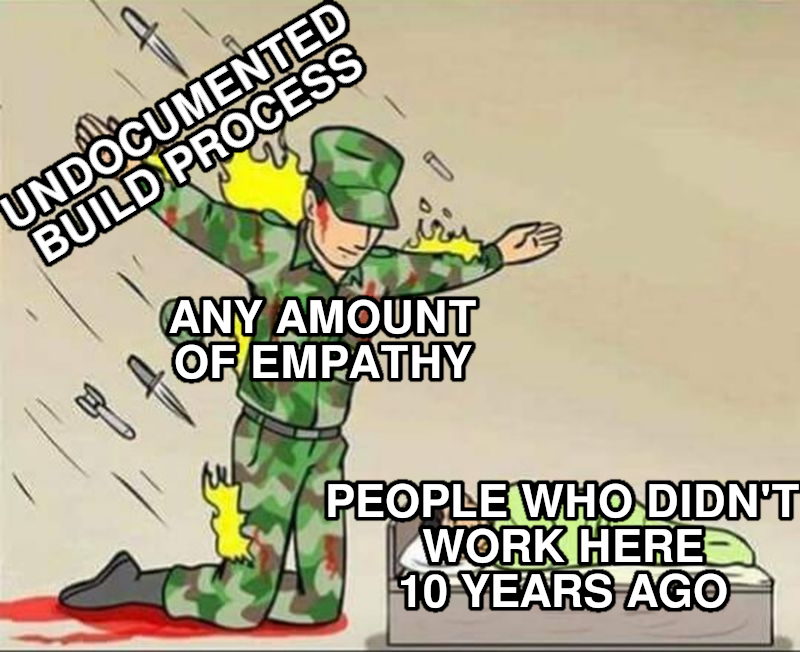 UNDOCUMENTED
BUILD PROCESS
ANY AMOUNT
OF EMPATHY
PEOPLE WHO DIDN'T
WORK HERE
10 YEARS AGO